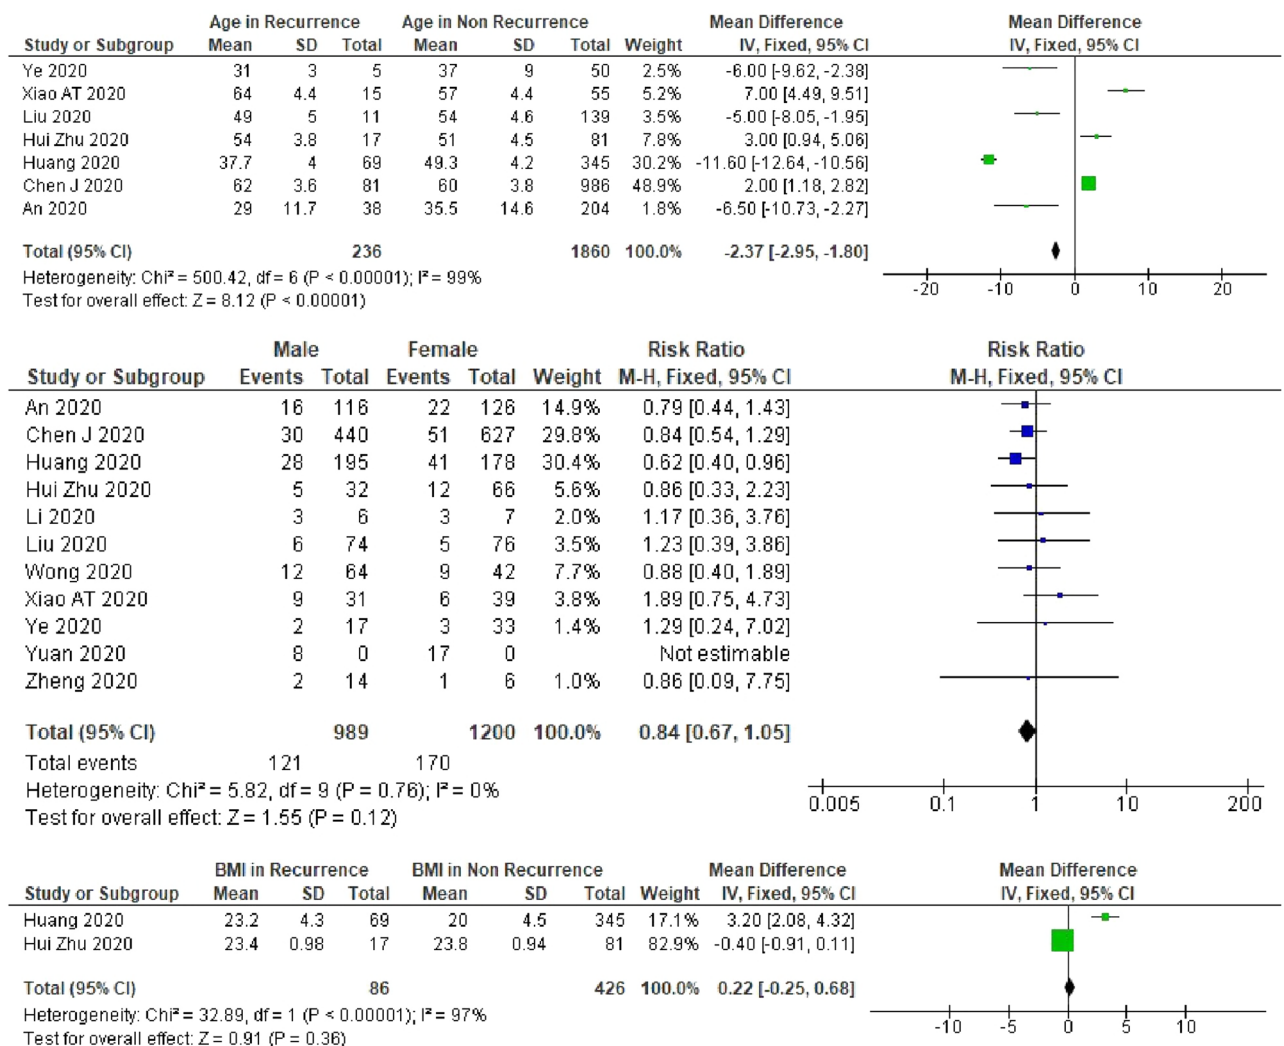 Age in Recurrence Age in Non Recurrence Mean Difference Mean Difference
Study or Subgroup Mean SD Total Mean SD Total Weight IV, Fixed, 95% CI IV, Fixed, 95% CI
Ye 2020 31 3 5 37 9 50 2.5% -6.00 [-9.62, -2.38]
Xiao AT 2020 64 4.4 15 57 4.4 55 5.2% 7.00 [4.49, 9.51]
Liu 2020 49 5 11 54 4.6 139 3.5% -5.00 [-8.05, -1.95]
Hui Zhu 2020 54 3.8 17 51 4.5 81 7.8% 3.00 [0.94, 5.06]
Huang 2020 37.7 4 69 49.3 4.2 345 30.2% -11.60 [-12.64, -10.56]
Chen J 2020 62 3.6 81 60 3.8 986 48.9% 2.00 [1.18, 2.82]
An 2020 29 11.7 38 35.5 14.6 204 1.8% -6.50 [-10.73, -2.27]
Total (95% CI) 236 1860 100.0% -2.37 [-2.95, -1.80]
Heterogeneity: Chi² = 500.42, df = 6 (P < 0.00001); I² = 99%
Test for overall effect: Z = 8.12 (P < 0.00001)
-20 -10 0 10 20
Male Female Risk Ratio Risk Ratio
Study or Subgroup Events Total Events Total Weight M-H, Fixed, 95% CI M-H, Fixed, 95% CI
An 2020 16 116 22 126 14.9% 0.79 [0.44, 1.43]
Chen J 2020 30 440 51 627 29.8% 0.84 [0.54, 1.29]
Huang 2020 28 195 41 178 30.4% 0.62 [0.40, 0.96]
Hui Zhu 2020 5 32 12 66 5.6% 0.86 [0.33, 2.23]
Li 2020 3 6 3 7 2.0% 1.17 [0.36, 3.76]
Liu 2020 6 74 5 76 3.5% 1.23 [0.39, 3.86]
Wong 2020 12 64 9 42 7.7% 0.88 [0.40, 1.89]
Xiao AT 2020 9 31 6 39 3.8% 1.89 [0.75, 4.73]
Ye 2020 2 17 3 33 1.4% 1.29 [0.24, 7.02]
Yuan 2020 8 0 17 0 Not estimable
Zheng 2020 2 14 1 6 1.0% 0.86 [0.09, 7.75]
Total (95% CI) 989 1200 100.0% 0.84 [0.67, 1.05]
Total events 121 170
Heterogeneity: Chi² = 5.82, df = 9 (P = 0.76); I² = 0%
Test for overall effect: Z = 1.55 (P = 0.12)
0.005 0.1 1 10 200
BMI in Recurrence BMI in Non Recurrence Mean Difference Mean Difference
Study or Subgroup Mean SD Total Mean SD Total Weight IV, Fixed, 95% CI IV, Fixed, 95% CI
Huang 2020 23.2 4.3 69 20 4.5 345 17.1% 3.20 [2.08, 4.32]
Hui Zhu 2020 23.4 0.98 17 23.8 0.94 81 82.9% -0.40 [-0.91, 0.11]
Total (95% CI) 86 426 100.0% 0.22 [-0.25, 0.68]
Heterogeneity: Chi² = 32.89, df = 1 (P < 0.00001); I² = 97%
Test for overall effect: Z = 0.91 (P = 0.36)
-10 -5 0 5 10